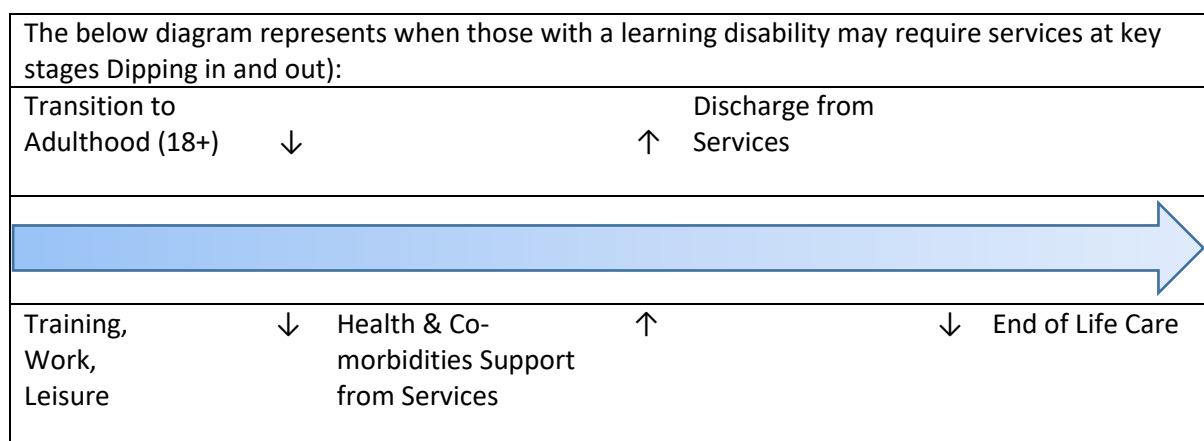 The below diagram represents when those with a learning disability may require services at key
stages Dipping in and out):
Transition to
Adulthood (18+) ↓ ↑
Discharge from
Services
Training,
Work,
Leisure
↓
Health & Co-
morbidities Support
from Services
↑
↓ End of Life Care